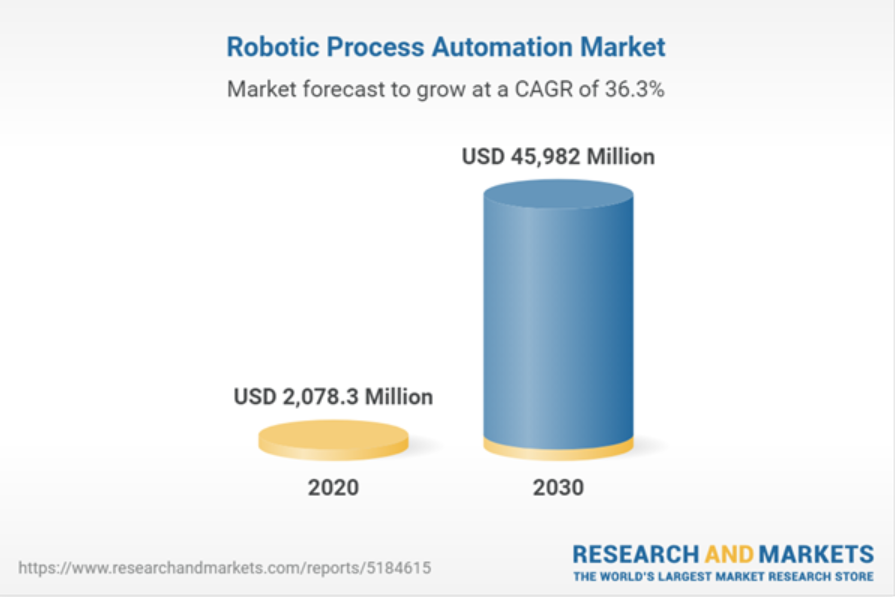 Robotic Process Automation Market
Market forecast to grow at a CAGR of 36.3%
USD 45,982 Million
USD 2,078.3 Million
2020
2030
https://www.researchandmarkets.com/reports/5184615
RESEARCH AND MARKETS
THE WORLD'S LARGEST MARKET RESEARCH STORE